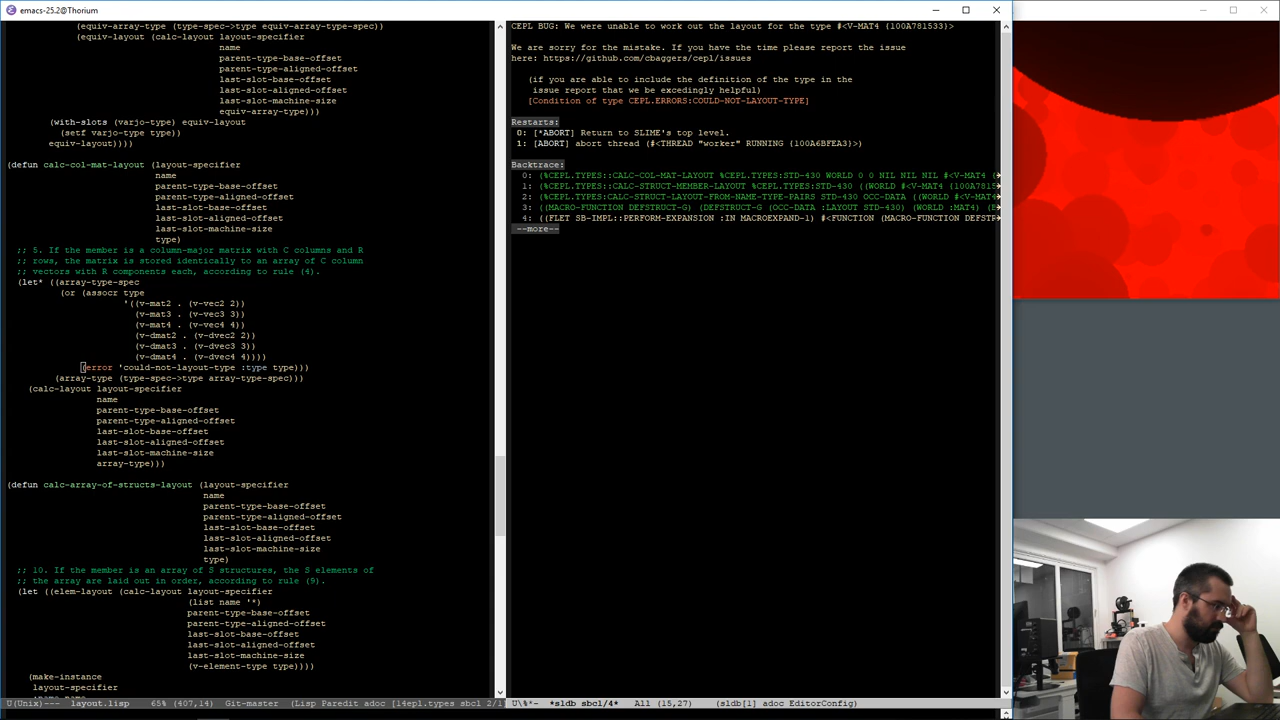 emacs-25.2@Thorium
equiv-array-type (type-spec->type equiv-array-type-spec))
(equiv-layout (calc-layout layout-specifier
name
parent-type-base-offset
parent-type-aligned-offset
last-slot-base-offset
last-slot-aligned-offset
last-slot-machine-size
equiv-array-type)))
(with-slots (varjo-type) equiv-layout
(setf varjo-type type))
equiv-layout))))
(defun calc-col-mat-layout (layout-specifier
name
parent-type-base-offset
parent-type-aligned-offset
last-slot-base-offset
last-slot-aligned-offset
last-slot-machine-size
type)
;; 5. If the member is a column-major matrix with C columns and R
;; rows, the matrix is stored identically to an array of C column
;; vectors with R components each, according to rule (4).
(let* ((array-type-spec
(or (assocr type
'((v-mat2 . (v-vec2 2))
(v-mat3 . (v-vec3 3))
(v-mat4 . (v-vec4 4))
(v-dmat2 . (v-dvec2 2))
(v-dmat3 . (v-dvec3 3))
(v-dmat4 . (v-dvec4 4))))
(error 'could-not-layout-type :type type)))
(array-type (type-spec->type array-type-spec)))
(calc-layout layout-specifier
name
parent-type-base-offset
parent-type-aligned-offset
last-slot-base-offset
last-slot-aligned-offset
last-slot-machine-size
array-type)))
(defun calc-array-of-structs-layout (layout-specifier
name
parent-type-base-offset
parent-type-aligned-offset
last-slot-base-offset
last-slot-aligned-offset
last-slot-machine-size
type)
;; 10. If the member is an array of S structures, the S elements of
;; the array are laid out in order, according to rule (9).
(let ((elem-layout (calc-layout layout-specifier
(list name '*)
parent-type-base-offset
parent-type-aligned-offset
last-slot-base-offset
last-slot-aligned-offset
last-slot-machine-size
(v-element-type type))))
(make-instance
layout-specifier
U(Unix)--- layout.lisp 65% (407,14) Git-master (Lisp Paredit adoc [14epl.types sbcl 2/1
CEPL BUG: We were unable to work out the layout for the type #<V-MAT4 {100A781533}>
We are sorry for the mistake. If you have the time please report the issue
here: https://github.com/cbaggers/cepl/issues
(if you are able to include the definition of the type in the
issue report that we be excedingly helpful)
[Condition of type CEPL.ERRORS:COULD-NOT-LAYOUT-TYPE]
Restarts:
0: [*ABORT] Return to SLIME's top level.
1: [ABORT] abort thread (#<THREAD "worker" RUNNING {100A6BFEA3}>)
Backtrace:
0: (%CEPL.TYPES::CALC-COL-MAT-LAYOUT %CEPL.TYPES:STD-430 WORLD 0 0 NIL NIL NIL #<V-MAT4 {
1: (%CEPL.TYPES::CALC-STRUCT-MEMBER-LAYOUT %CEPL.TYPES:STD-430 ((WORLD #<V-MAT4 {100A7815
2: (%CEPL.TYPES::CALC-STRUCT-LAYOUT-FROM-NAME-TYPE-PAIRS STD-430 OCC-DATA ((WORLD #<V-MAT4
3: ((MACRO-FUNCTION DEFSTRUCT-G) (DEFSTRUCT-G (OCC-DATA :LAYOUT STD-430) (WORLD :MAT4) (
4: ((FLET SB-IMPL::PERFORM-EXPANSION :IN MACROEXPAND-1) #<FUNCTION (MACRO-FUNCTION DEFSTR
--more--
U\%*- *sldb sbcl/4* All (15,27) (sldb[1] adoc EditorConfig)